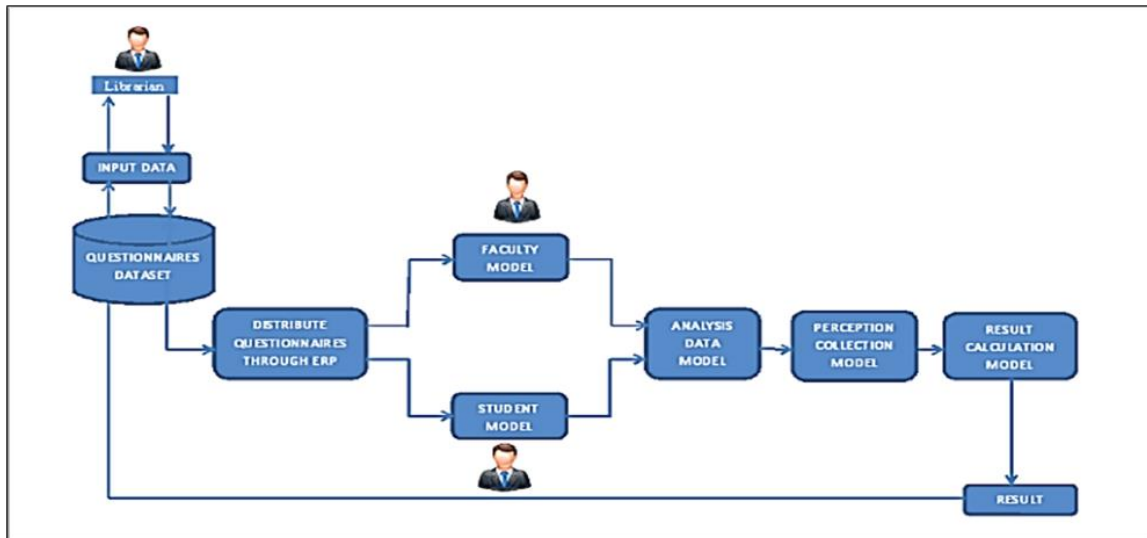 Librarian
INPUT DATA
QUESTIONNAIRES
DATASET
DISTRIBUTE
QUESTIONNAIRES
THROUGH ERP
FACULTY
MODEL
STUDENT
MODEL
ANALYSIS
DATA
MODEL
PERCEPTION
COLLECTION
MODEL
RESULT
CALCULATION
MODEL
RESULT